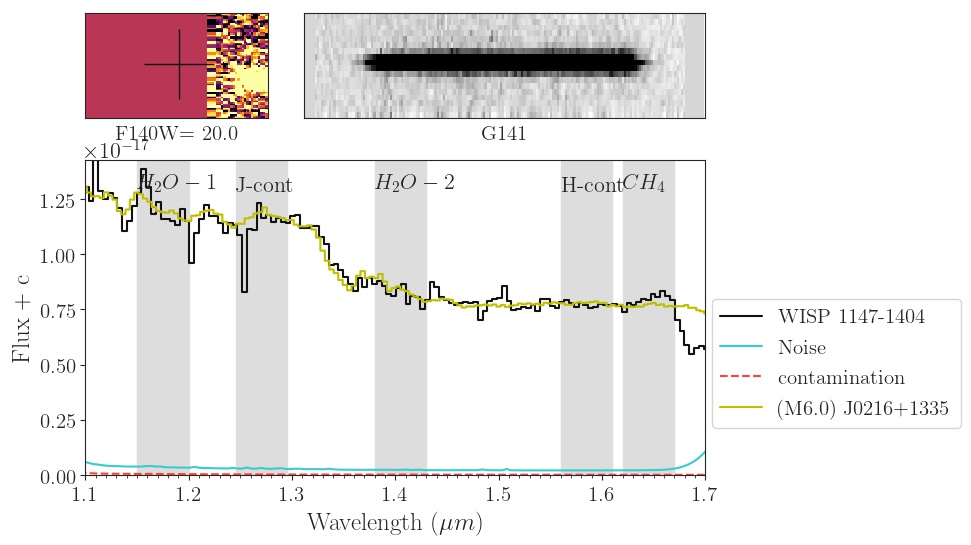 F140W= 20.0
G141
×10⁻¹⁷
H₂O − 1
J-cont
H₂O − 2
H-cont
CH₄
1.25
1.00
0.75
0.50
0.25
0.00
Flux + c
1.1
1.2
1.3
1.4
1.5
1.6
1.7
Wavelength (μm)
WISP 1147-1404
Noise
contamination
(M6.0) J0216+1335